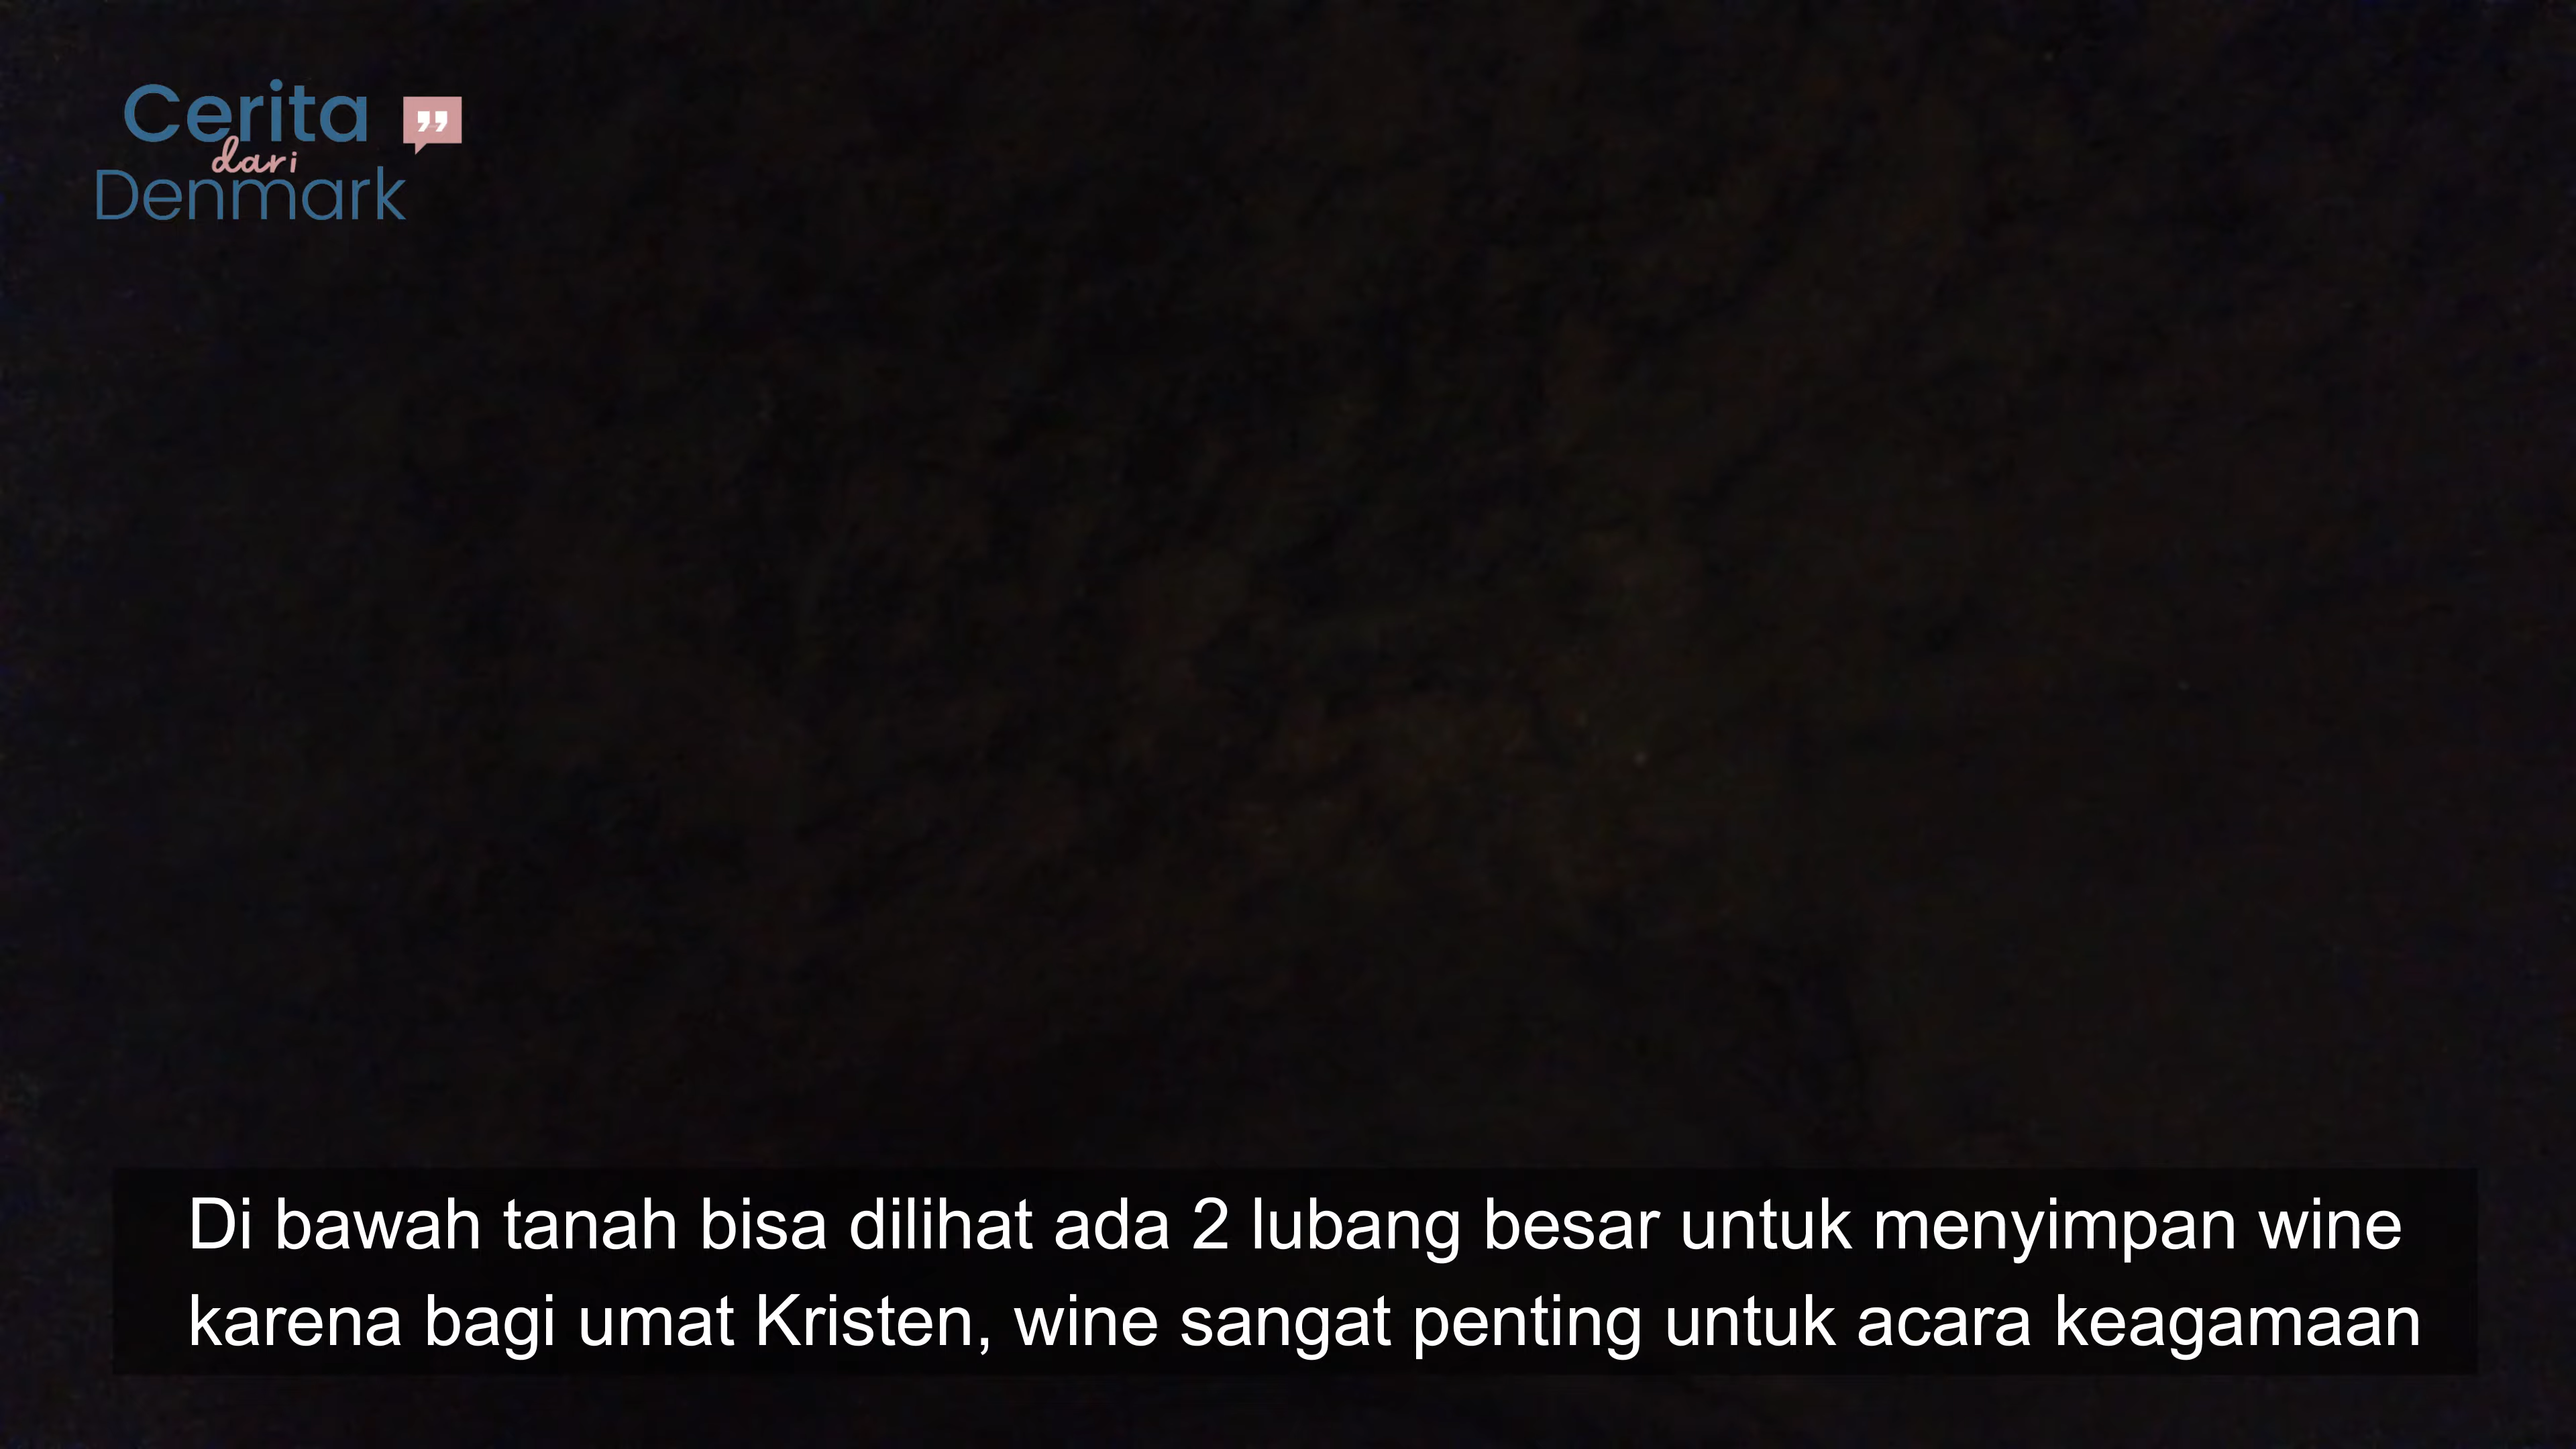 Cerita
dari
Denmark
Di bawah tanah bisa dilihat ada 2 lubang besar untuk menyimpan wine
karena bagi umat Kristen, wine sangat penting untuk acara keagamaan